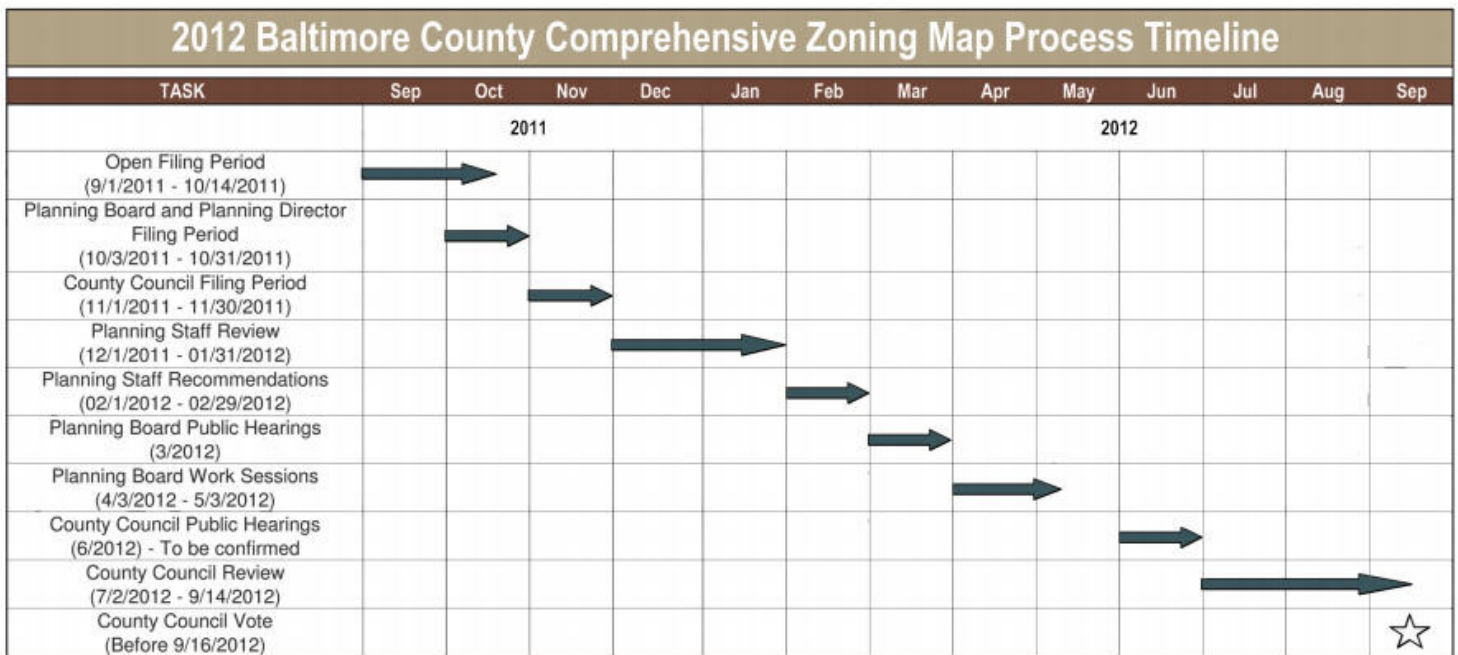 2012 Baltimore County Comprehensive Zoning Map Process Timeline
TASK Sep Oct Nov Dec Jan Feb Mar Apr May Jun Jul Aug Sep
2011 2012
Open Filing Period
(9/1/2011 - 10/14/2011)
Planning Board and Planning Director
Filing Period
(10/3/2011 - 10/31/2011)
County Council Filing Period
(11/1/2011 - 11/30/2011)
Planning Staff Review
(12/1/2011 - 01/31/2012)
Planning Staff Recommendations
(02/1/2012 - 02/29/2012)
Planning Board Public Hearings
(3/2012)
Planning Board Work Sessions
(4/3/2012 - 5/3/2012)
County Council Public Hearings
(6/2012) - To be confirmed
County Council Review
(7/2/2012 - 9/14/2012)
County Council Vote
(Before 9/16/2012)